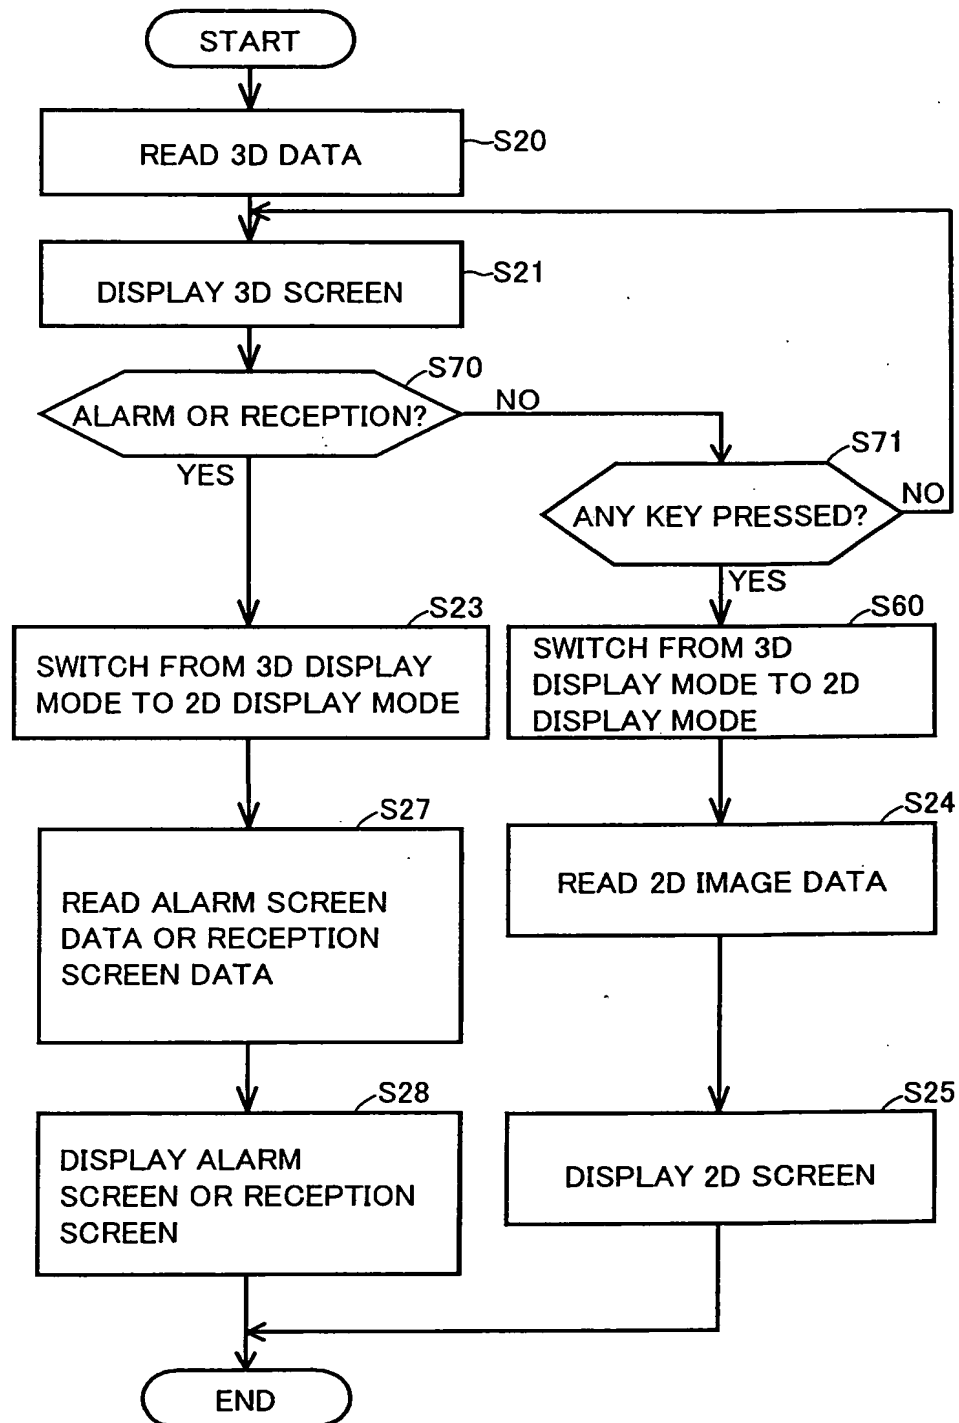 START
READ 3D DATA
S20
DISPLAY 3D SCREEN
S21
S70
ALARM OR RECEPTION?
NO
YES
S71
ANY KEY PRESSED?
NO
YES
S23
SWITCH FROM 3D DISPLAY
MODE TO 2D DISPLAY MODE
S60
SWITCH FROM 3D
DISPLAY MODE TO 2D
DISPLAY MODE
S27
READ ALARM SCREEN
DATA OR RECEPTION
SCREEN DATA
S24
READ 2D IMAGE DATA
S28
DISPLAY ALARM
SCREEN OR RECEPTION
SCREEN
S25
DISPLAY 2D SCREEN
END